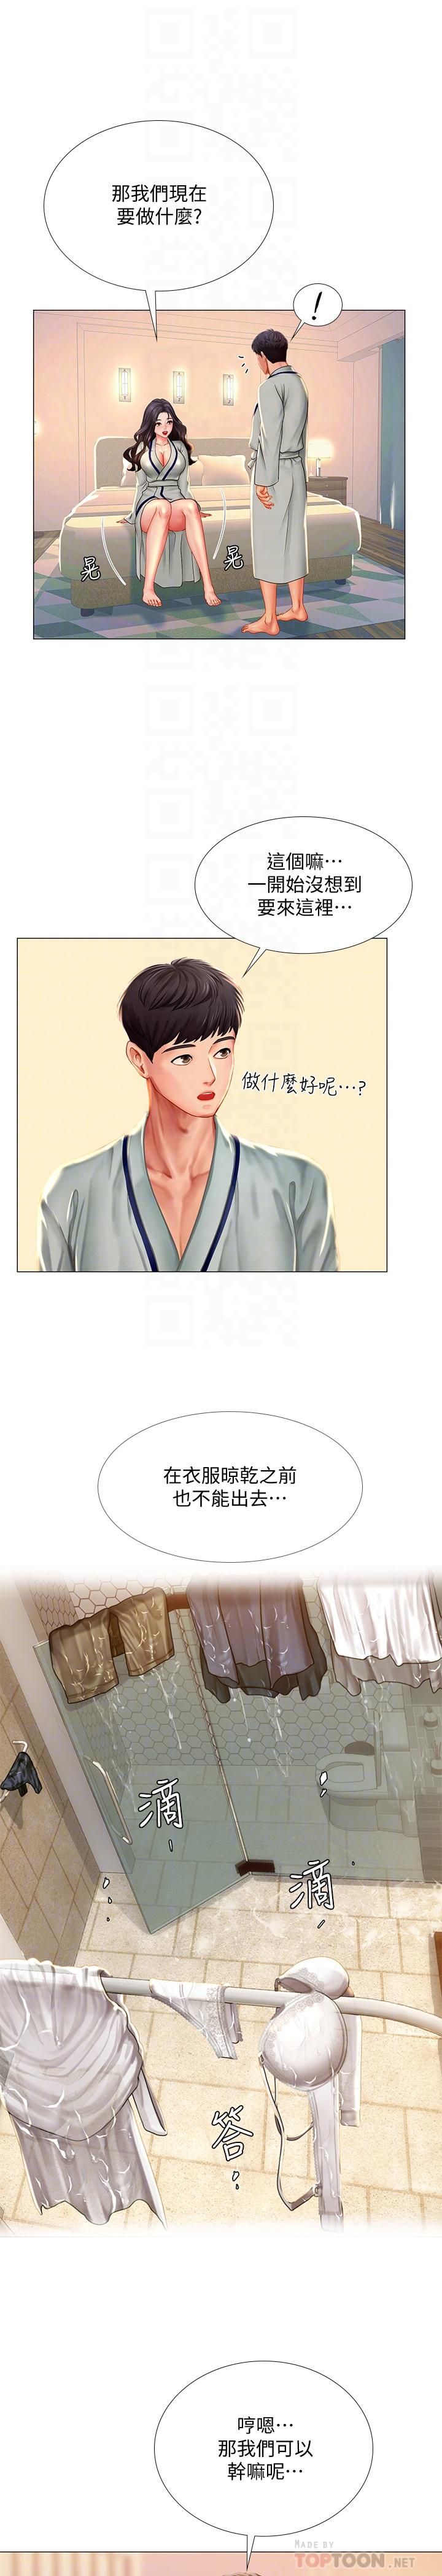 那我們現在
要做什麼?
!
晃
晃
這個嘛…
一開始沒想到
要來這裡…
做什麼好呢…?
在衣服晾乾之前
也不能出去…
滴
滴
答
哼嗯…
那我們可以
幹嘛呢…
MADE BY
TOPTOON.NET